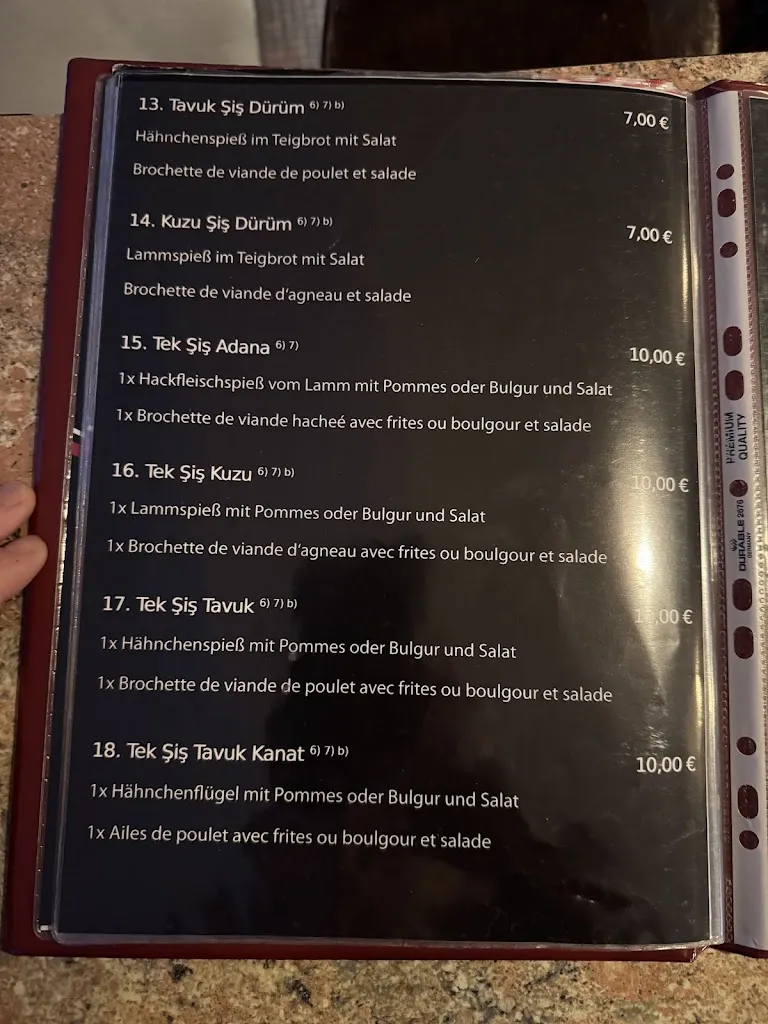 13. Tavuk Şiş Dürüm 6) 7) b)
7,00 €
Hähnchenspieß im Teigbrot mit Salat
Brochette de viande de poulet et salade
14. Kuzu Şiş Dürüm 6) 7) b)
7,00 €
Lammspieß im Teigbrot mit Salat
Brochette de viande d‘agneau et salade
15. Tek Şiş Adana 6) 7)
10,00 €
1x Hackfleischspieß vom Lamm mit Pommes oder Bulgur und Salat
1x Brochette de viande hacheé avec frites ou boulgour et salade
16. Tek Şiş Kuzu 6) 7) b)
10,00 €
1x Lammspieß mit Pommes oder Bulgur und Salat
1x Brochette de viande d‘agneau avec frites ou boulgour et salade
17. Tek Şiş Tavuk 6) 7) b)
1x Hähnchenspieß mit Pommes oder Bulgur und Salat
1x Brochette de viande de poulet avec frites ou boulgour et salade
18. Tek Şiş Tavuk Kanat 6) 7) b)
10,00 €
1x Hähnchenflügel mit Pommes oder Bulgur und Salat
1x Ailes de poulet avec frites ou boulgour et salade
PREMIUM
QUALITY
DURABLE 2676
GERMANY